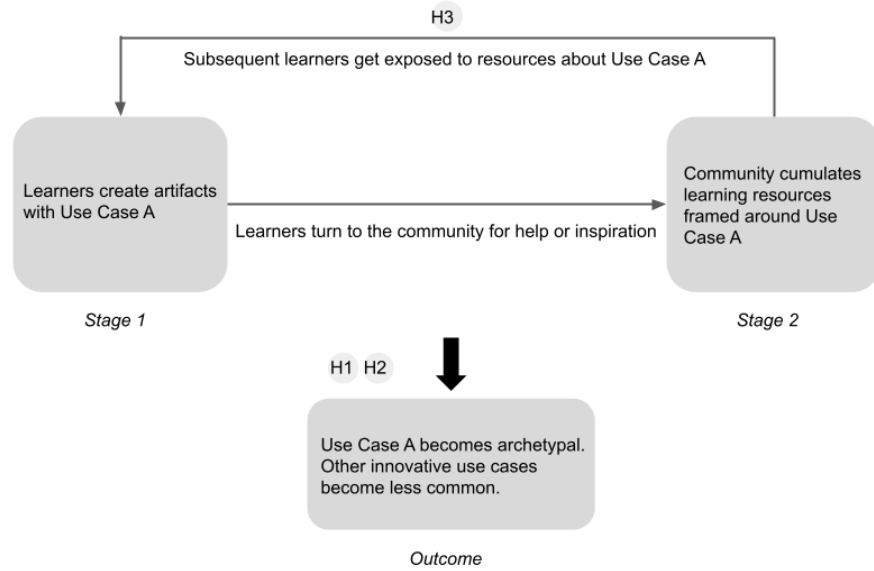 H3
Subsequent learners get exposed to resources about Use Case A
Learners create artifacts
with Use Case A
Community cumulates
learning resources
framed around Use
Case A
Learners turn to the community for help or inspiration
Stage 1
Stage 2
H1 H2
Use Case A becomes archetypal.
Other innovative use cases
become less common.
Outcome